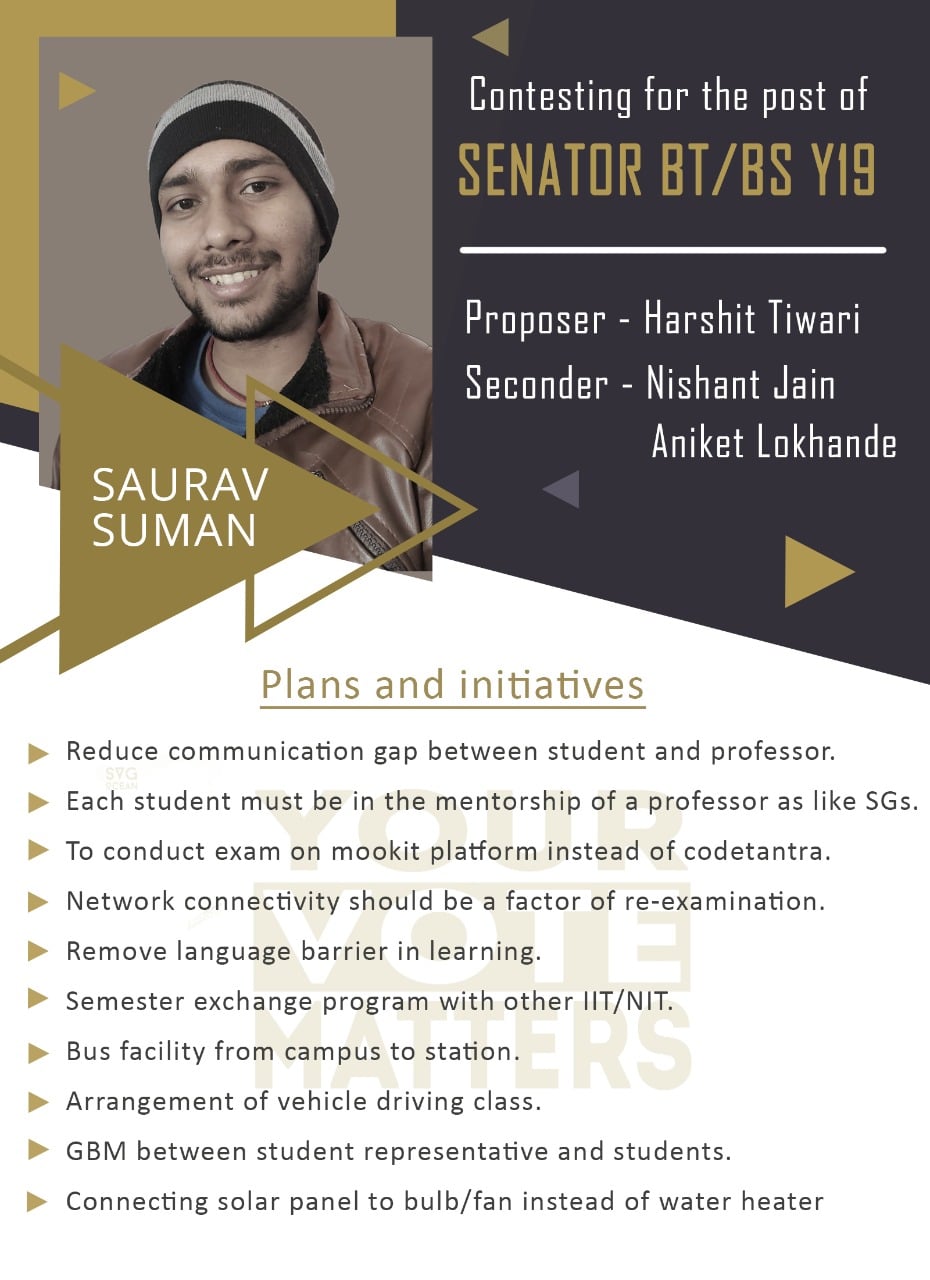 Contesting for the post of
SENATOR BT/BS Y19
Proposer - Harshit Tiwari
Seconder - Nishant Jain
Aniket Lokhande
SAURAV
SUMAN
Plans and initiatives
Reduce communication gap between student and professor.
Each student must be in the mentorship of a professor as like SGs.
To conduct exam on mookit platform instead of codetantra.
Network connectivity should be a factor of re-examination.
Remove language barrier in learning.
Semester exchange program with other IIT/NIT.
Bus facility from campus to station.
Arrangement of vehicle driving class.
GBM between student representative and students.
Connecting solar panel to bulb/fan instead of water heater
YOUR
VOTE
MATTERS
SVG
OCEAN